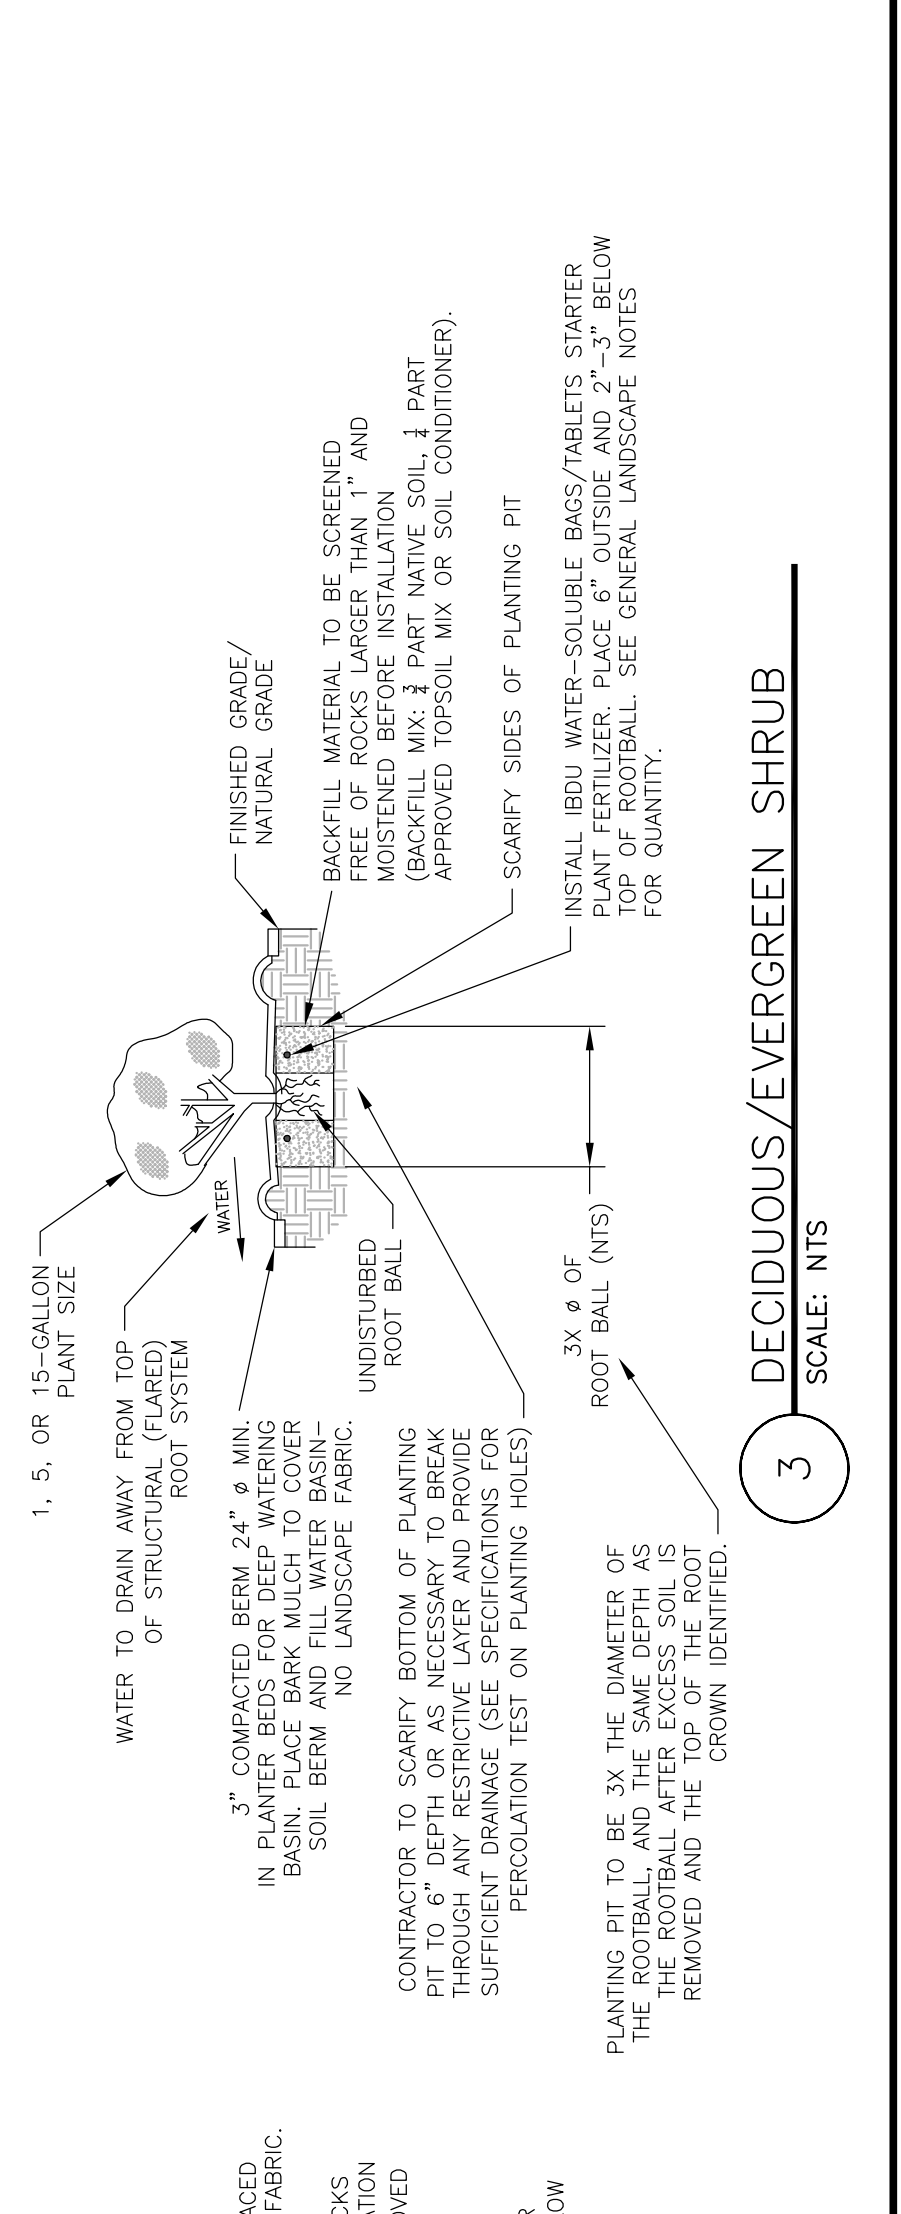 1, 5, OR 15-GALLON
PLANT SIZE
WATER TO DRAIN AWAY FROM TOP
OF STRUCTURAL (FLARED)
ROOT SYSTEM
WATER
3" COMPACTED BERM 24" ø MIN.
IN PLANTER BEDS FOR DEEP WATERING
BASIN. PLACE BARK MULCH TO COVER
SOIL BERM AND FILL WATER BASIN-
NO LANDSCAPE FABRIC.
UNDISTURBED
ROOT BALL
CONTRACTOR TO SCARIFY BOTTOM OF PLANTING
PIT TO 6" DEPTH OR AS NECESSARY TO BREAK
THROUGH ANY RESTRICTIVE LAYER AND PROVIDE
SUFFICIENT DRAINAGE (SEE SPECIFICATIONS FOR
PERCOLATION TEST ON PLANTING HOLES)
3X ø OF
ROOT BALL (NTS)
PLANTING PIT TO BE 3X THE DIAMETER OF
THE ROOTBALL, AND THE SAME DEPTH AS
THE ROOTBALL AFTER EXCESS SOIL IS
REMOVED AND THE TOP OF THE ROOT
CROWN IDENTIFIED.
FINISHED GRADE/
NATURAL GRADE
BACKFILL MATERIAL TO BE SCREENED
FREE OF ROCKS LARGER THAN 1" AND
MOISTENED BEFORE INSTALLATION
(BACKFILL MIX: 3/4 PART NATIVE SOIL, 1/4 PART
APPROVED TOPSOIL MIX OR SOIL CONDITIONER).
SCARIFY SIDES OF PLANTING PIT
INSTALL IBDU WATER-SOLUBLE BAGS/TABLETS STARTER
PLANT FERTILIZER. PLACE 6" OUTSIDE AND 2"-3" BELOW
TOP OF ROOTBALL. SEE GENERAL LANDSCAPE NOTES
FOR QUANTITY.
3
DECIDUOUS/EVERGREEN SHRUB
SCALE: NTS
ACED
FABRIC.
CKS
ATION
OVED
R
OW